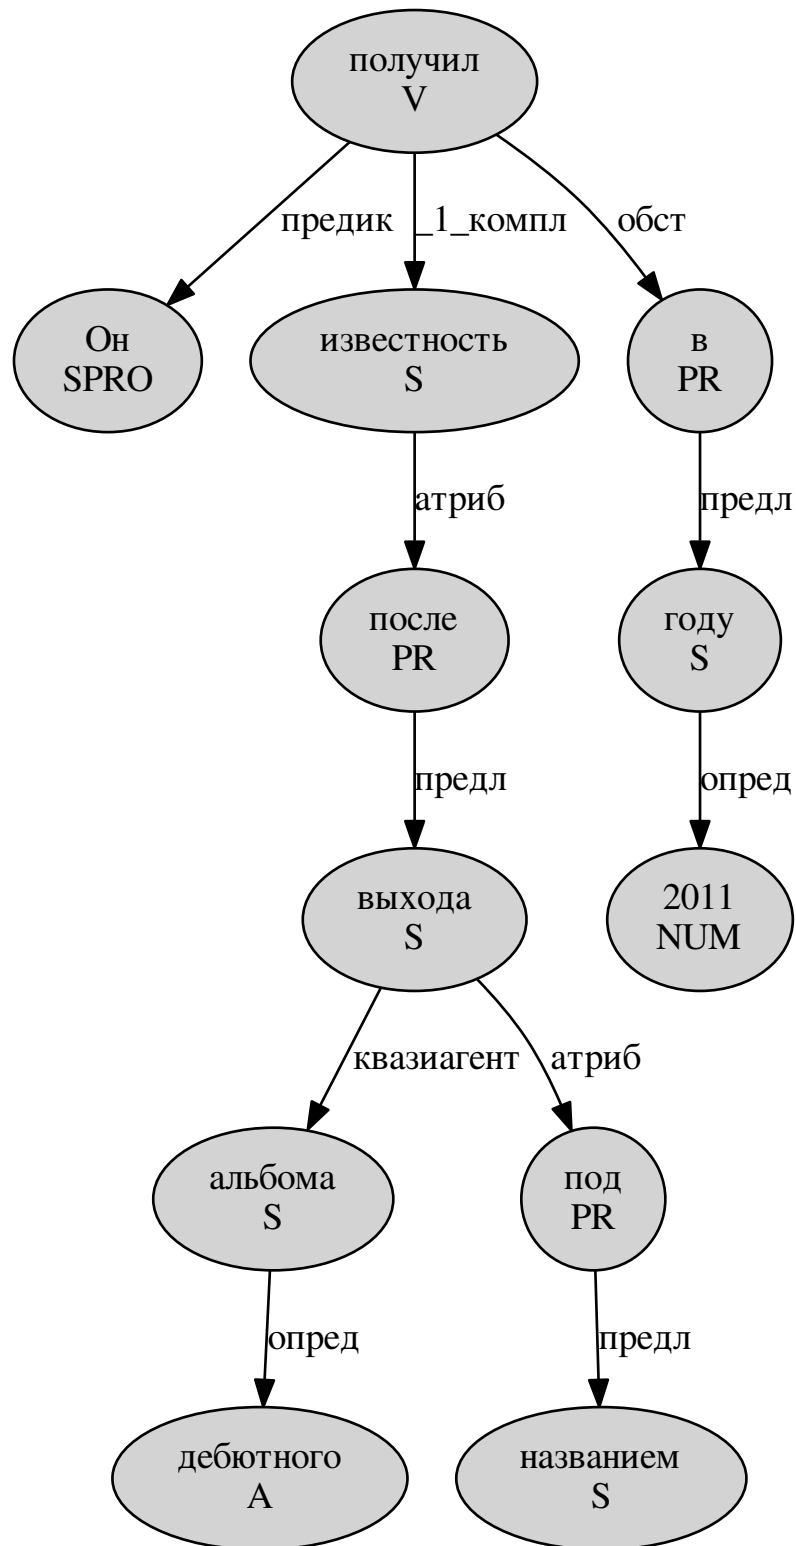 получил
V
предик
_1_компл
обст
Он
SPRO
известность
S
в
PR
атриб
предл
после
PR
году
S
предл
опред
выхода
S
2011
NUM
квазиагент
атриб
альбома
S
под
PR
опред
предл
дебютного
A
названием
S